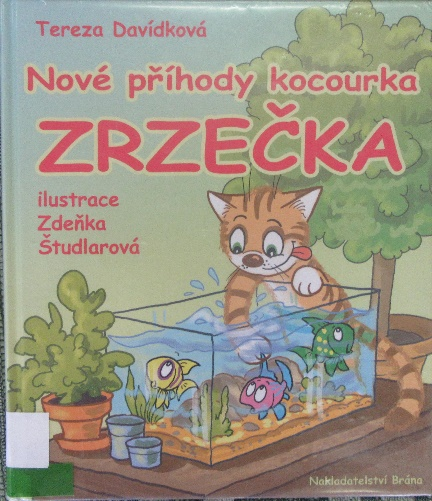 Tereza Davídková
Nové příhody kocourka
ZRZEČKA
ilustrace
Zdeňka
Študlarová
Nakladatelství Brána